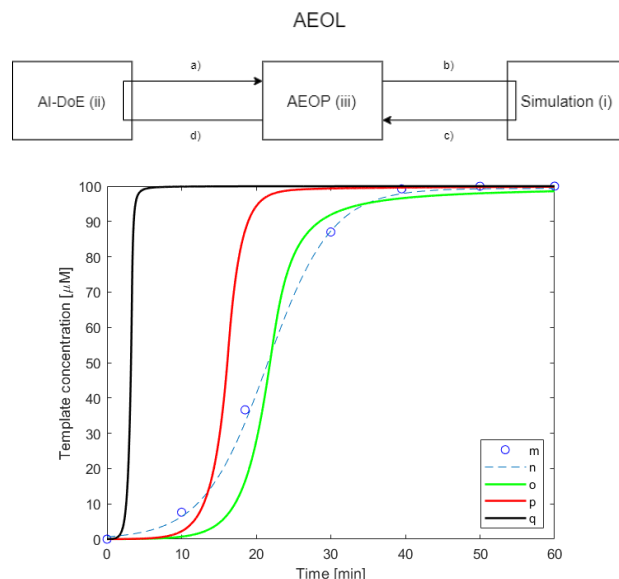 AEOL
a)
b)
AI-DoE (ii)
AEOP (iii)
Simulation (i)
d)
c)
100
90
80
70
60
50
40
30
20
10
0
Template concentration [μM]
0
10
20
30
40
50
60
Time [min]
m
n
o
p
q